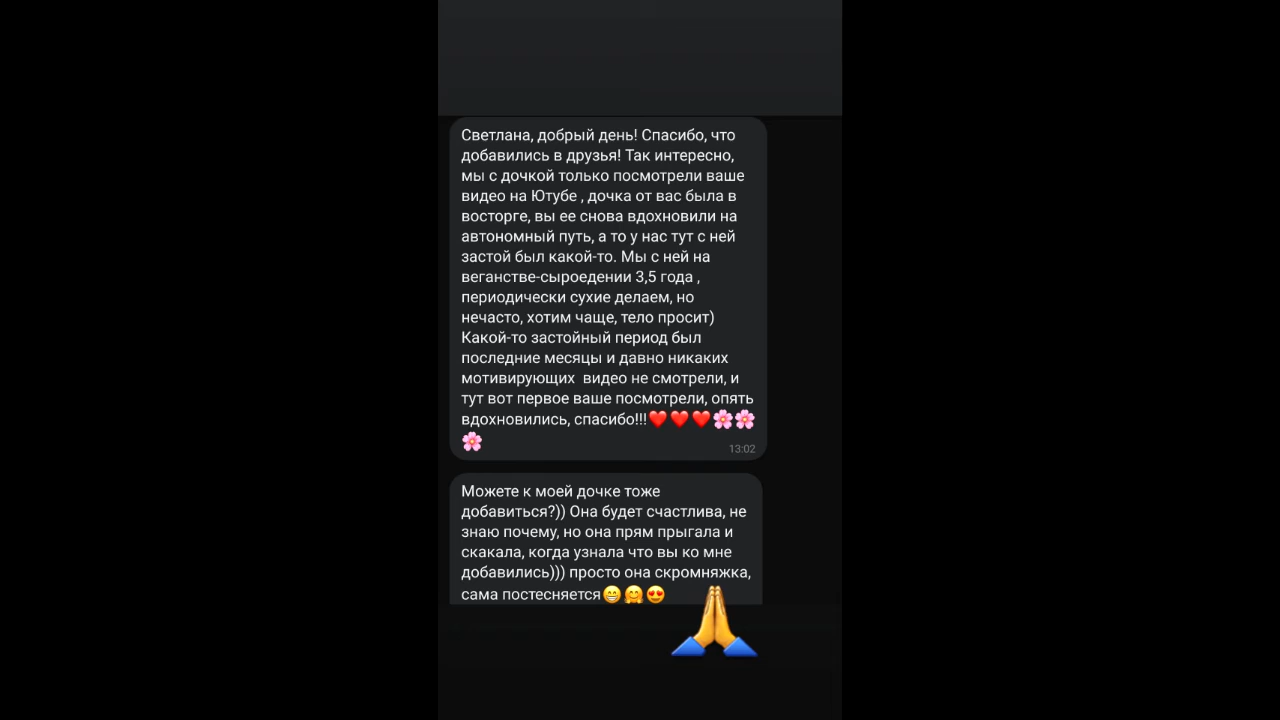 Светлана, добрый день! Спасибо, что
добавились в друзья! Так интересно,
мы с дочкой только посмотрели ваше
видео на Ютубе , дочка от вас была в
восторге, вы ее снова вдохновили на
автономный путь, а то у нас тут с ней
застой был какой-то. Мы с ней на
веганстве-сыроедении 3,5 года ,
периодически сухие делаем, но
нечасто, хотим чаще, тело просит)
Какой-то застойный период был
последние месяцы и давно никаких
мотивирующих  видео не смотрели, и
тут вот первое ваше посмотрели, опять
вдохновились, спасибо!!!❤️❤️❤️🌸🌸
🌸
13:02
Можете к моей дочке тоже
добавиться?)) Она будет счастлива, не
знаю почему, но она прям прыгала и
скакала, когда узнала что вы ко мне
добавились))) просто она скромняжка,
сама постесняется😁🤗😍